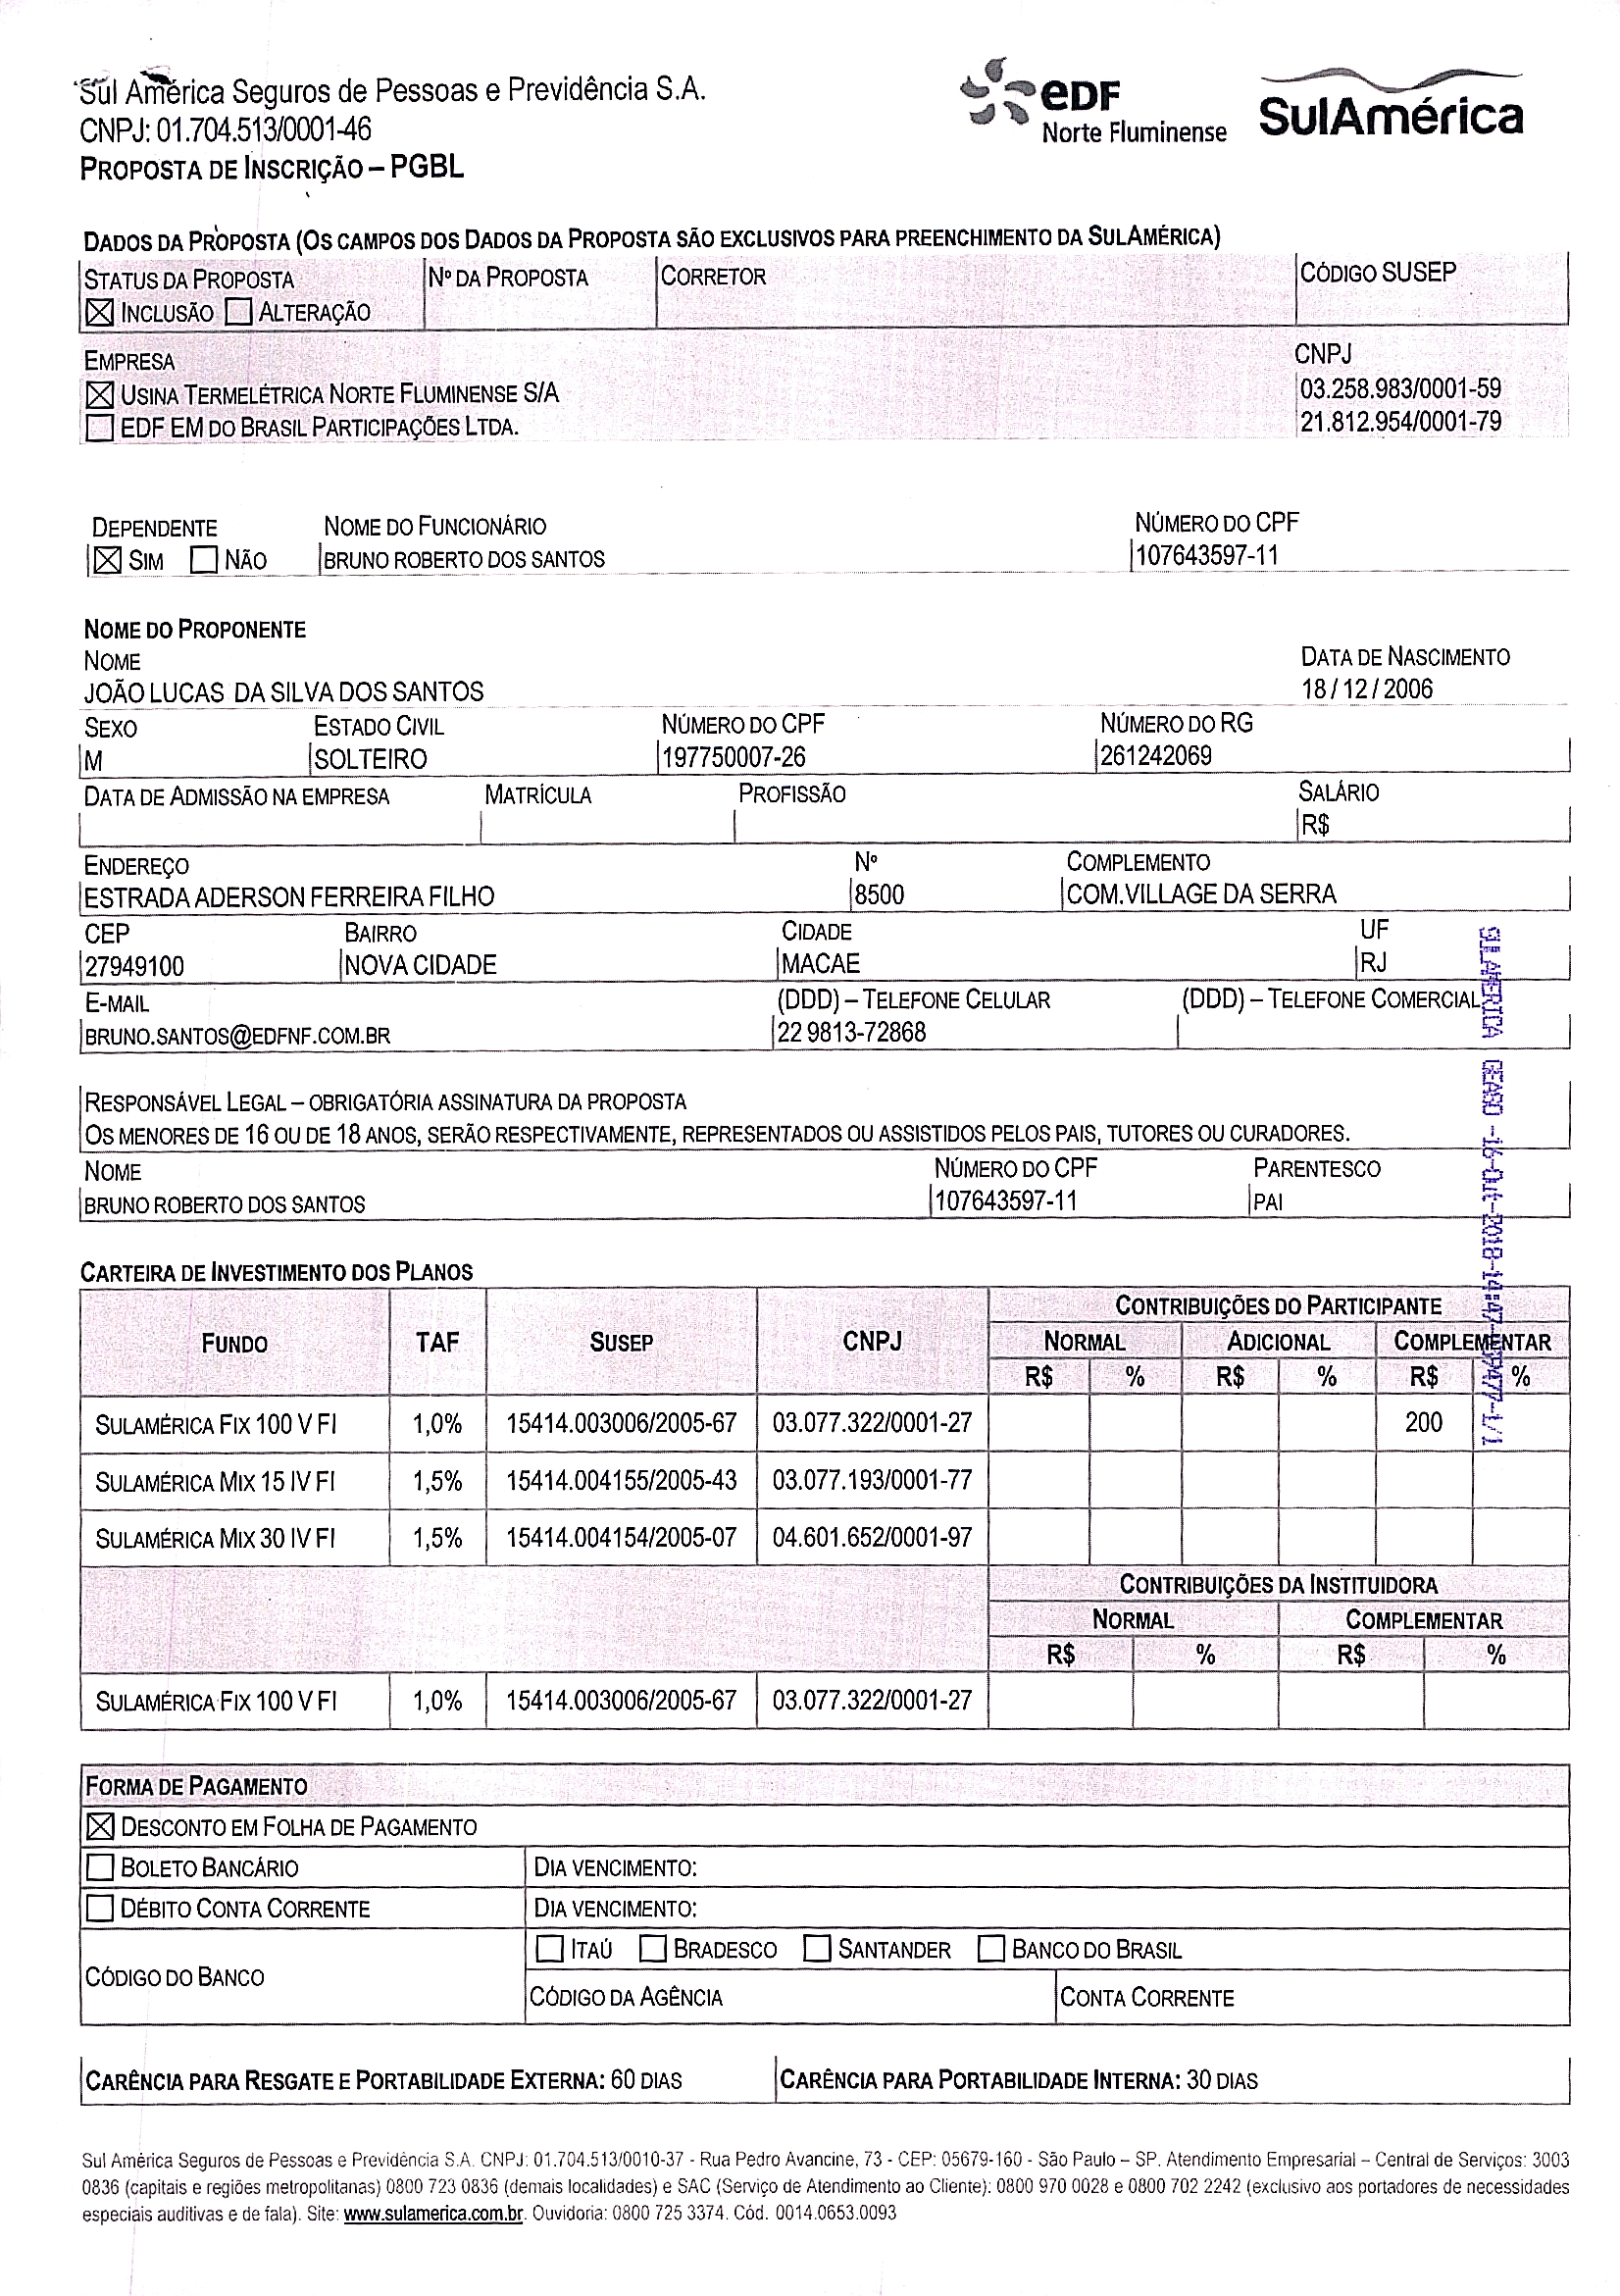 Sul América Seguros de Pessoas e Previdência S.A.
CNPJ: 01.704.513/0001-46
PROPOSTA DE INSCRIÇÃO – PGBL
eDF
Norte Fluminense
SulAmérica
DADOS DA PROPOSTA (OS CAMPOS DOS DADOS DA PROPOSTA SÃO EXCLUSIVOS PARA PREENCHIMENTO DA SULAMÉRICA)
STATUS DA PROPOSTA Nº DA PROPOSTA CORRETOR CÓDIGO SUSEP
☒ INCLUSÃO ☐ ALTERAÇÃO
EMPRESA CNPJ
☒ USINA TERMELÉTRICA NORTE FLUMINENSE S/A 03.258.983/0001-59
☐ EDF EM DO BRASIL PARTICIPAÇÕES LTDA. 21.812.954/0001-79
DEPENDENTE NOME DO FUNCIONÁRIO NÚMERO DO CPF
☒ SIM ☐ NÃO BRUNO ROBERTO DOS SANTOS 107643597-11
NOME DO PROPONENTE
NOME DATA DE NASCIMENTO
JOÃO LUCAS DA SILVA DOS SANTOS 18/12/2006
SEXO ESTADO CIVIL NÚMERO DO CPF NÚMERO DO RG
M SOLTEIRO 197750007-26 261242069
DATA DE ADMISSÃO NA EMPRESA MATRÍCULA PROFISSÃO SALÁRIO
R$
ENDEREÇO Nº COMPLEMENTO
ESTRADA ADERSON FERREIRA FILHO 8500 COM.VILLAGE DA SERRA
CEP BAIRRO CIDADE UF
27949100 NOVA CIDADE MACAE RJ
E-MAIL (DDD) – TELEFONE CELULAR (DDD) – TELEFONE COMERCIAL
BRUNO.SANTOS@EDFNF.COM.BR 22 9813-72868
RESPONSÁVEL LEGAL – OBRIGATÓRIA ASSINATURA DA PROPOSTA
OS MENORES DE 16 OU DE 18 ANOS, SERÃO RESPECTIVAMENTE, REPRESENTADOS OU ASSISTIDOS PELOS PAIS, TUTORES OU CURADORES.
NOME NÚMERO DO CPF PARENTESCO
BRUNO ROBERTO DOS SANTOS 107643597-11 PAI
SULAMERICA GEASO -16-Out-2018-14:47
CARTEIRA DE INVESTIMENTO DOS PLANOS
FUNDO TAF SUSEP CNPJ CONTRIBUIÇÕES DO PARTICIPANTE
NORMAL ADICIONAL COMPLEMENTAR
R$ % R$ % R$ %
SULAMÉRICA FIX 100 V FI 1,0% 15414.003006/2005-67 03.077.322/0001-27 200
SULAMÉRICA MIX 15 IV FI 1,5% 15414.004155/2005-43 03.077.193/0001-77
SULAMÉRICA MIX 30 IV FI 1,5% 15414.004154/2005-07 04.601.652/0001-97
CONTRIBUIÇÕES DA INSTITUIDORA
NORMAL COMPLEMENTAR
R$ % R$ %
SULAMÉRICA FIX 100 V FI 1,0% 15414.003006/2005-67 03.077.322/0001-27
FORMA DE PAGAMENTO
☒ DESCONTO EM FOLHA DE PAGAMENTO
☐ BOLETO BANCÁRIO DIA VENCIMENTO:
☐ DÉBITO CONTA CORRENTE DIA VENCIMENTO:
CÓDIGO DO BANCO ☐ ITAÚ ☐ BRADESCO ☐ SANTANDER ☐ BANCO DO BRASIL
CÓDIGO DA AGÊNCIA CONTA CORRENTE
CARÊNCIA PARA RESGATE E PORTABILIDADE EXTERNA: 60 DIAS CARÊNCIA PARA PORTABILIDADE INTERNA: 30 DIAS
Sul América Seguros de Pessoas e Previdência S.A. CNPJ: 01.704.513/0010-37 - Rua Pedro Avancine, 73 - CEP: 05679-160 - São Paulo – SP. Atendimento Empresarial – Central de Serviços: 3003
0836 (capitais e regiões metropolitanas) 0800 723 0836 (demais localidades) e SAC (Serviço de Atendimento ao Cliente): 0800 970 0028 e 0800 702 2242 (exclusivo aos portadores de necessidades
especiais auditivas e de fala). Site: www.sulamerica.com.br. Ouvidoria: 0800 725 3374. Cód. 0014.0653.0093